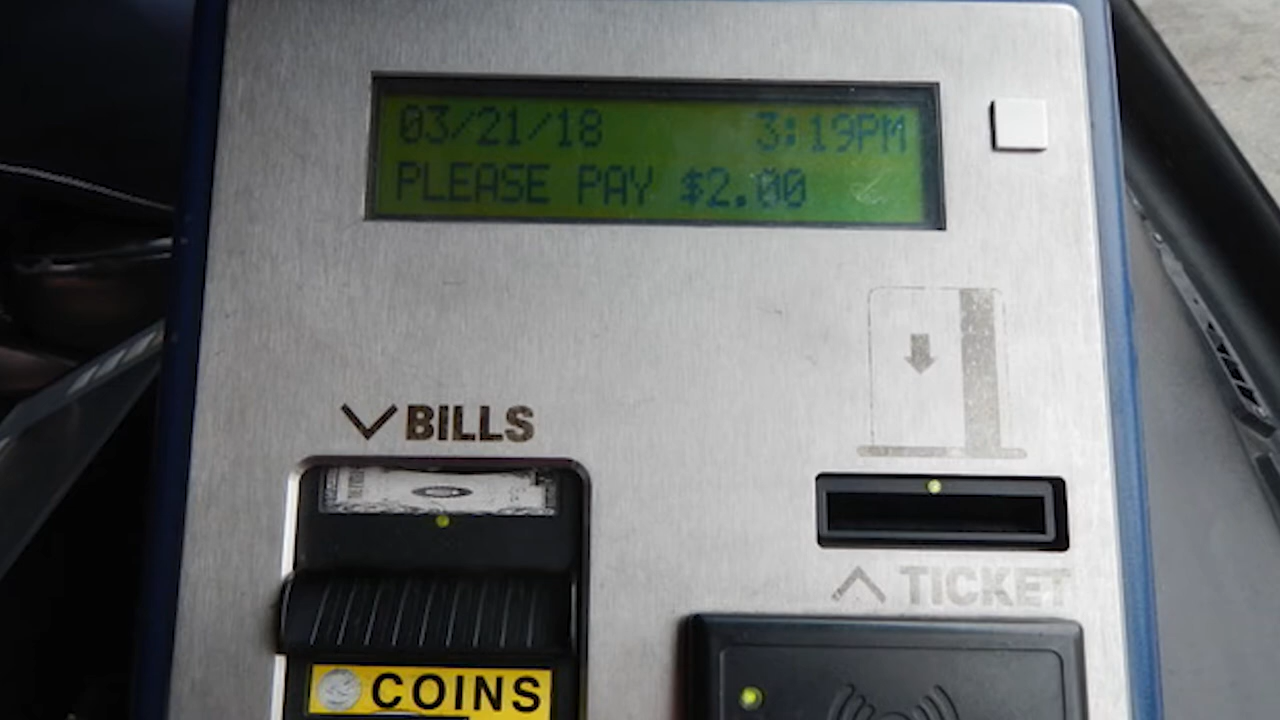 03/21/18 3:19PM
PLEASE PAY $2.00
BILLS
TICKET
COINS